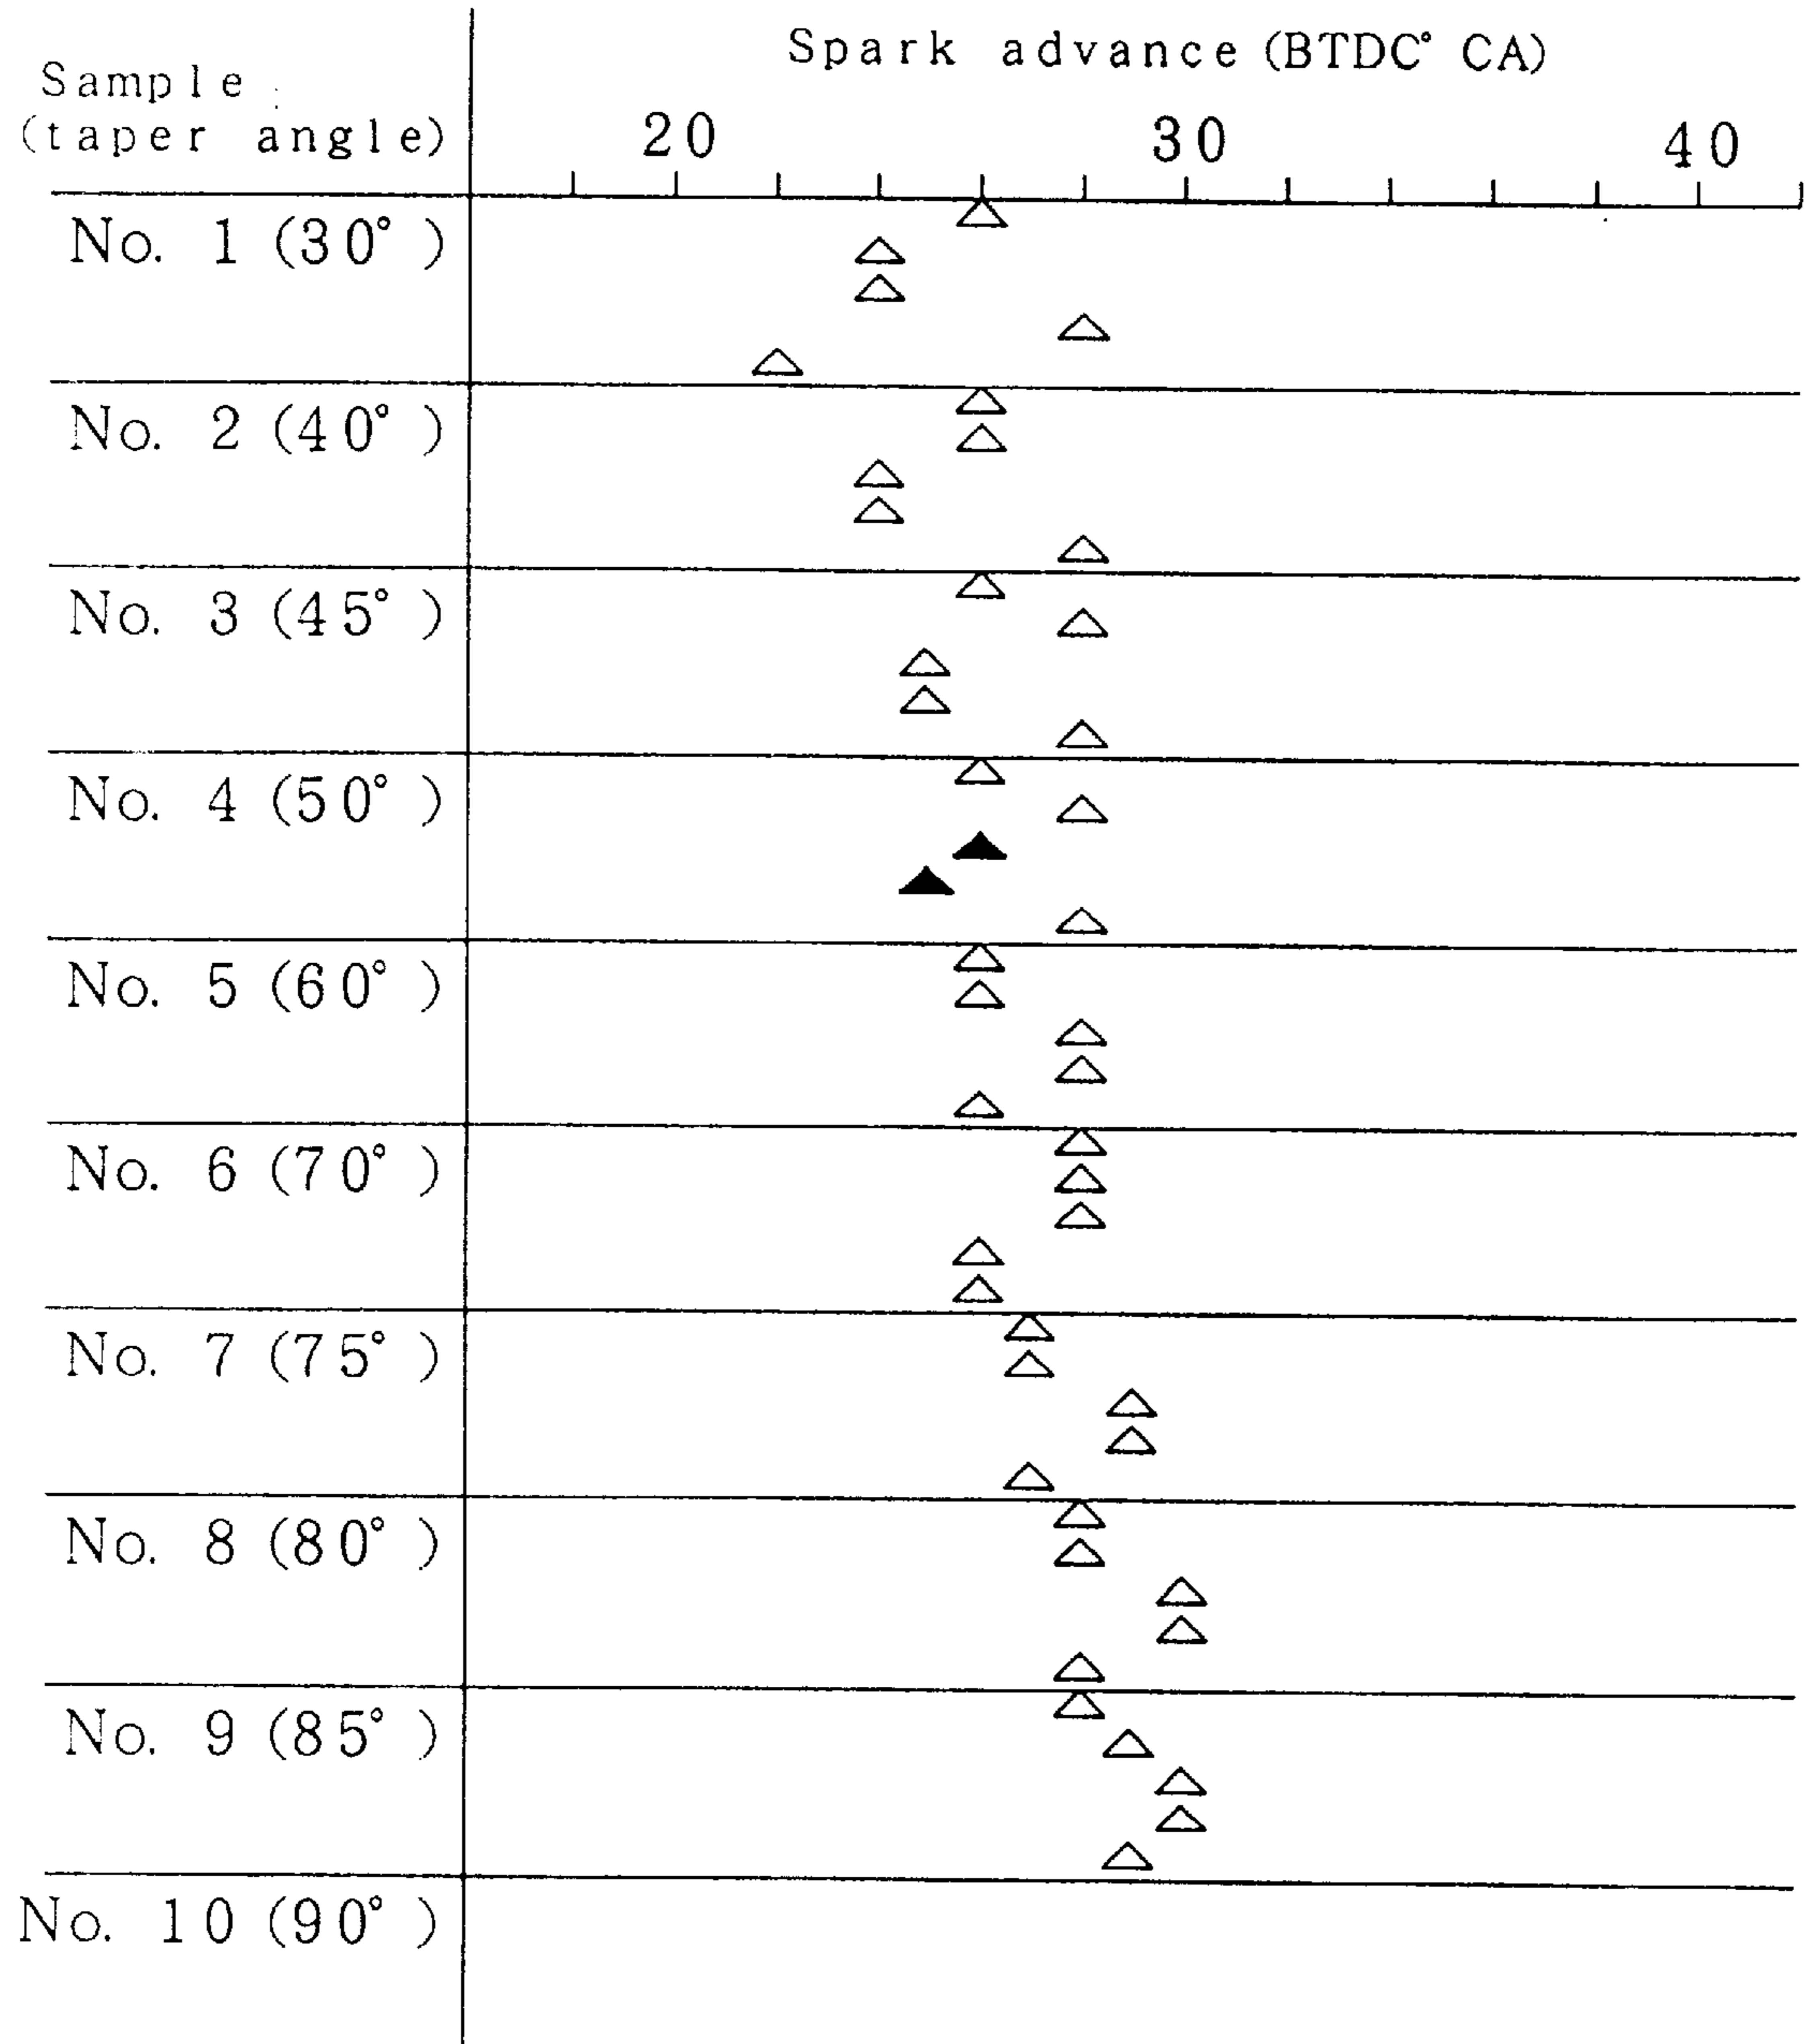 Spark advance (BTDC° CA)
Sample
(taper angle)
20 30 40
No. 1 (30°)
No. 2 (40°)
No. 3 (45°)
No. 4 (50°)
No. 5 (60°)
No. 6 (70°)
No. 7 (75°)
No. 8 (80°)
No. 9 (85°)
No. 10 (90°)